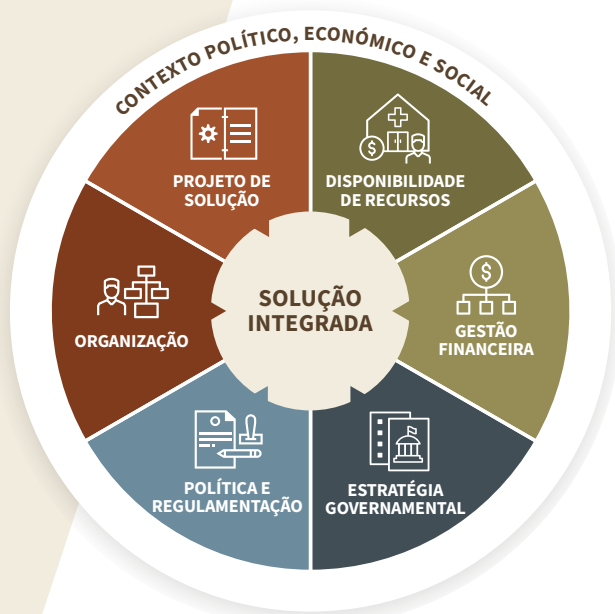 CONTEXTO POLÍTICO, ECONÓMICO E SOCIAL
PROJETO DE
SOLUÇÃO
DISPONIBILIDADE
DE RECURSOS
ORGANIZAÇÃO
SOLUÇÃO
INTEGRADA
GESTÃO
FINANCEIRA
POLÍTICA E
REGULAMENTAÇÃO
ESTRATÉGIA
GOVERNAMENTAL